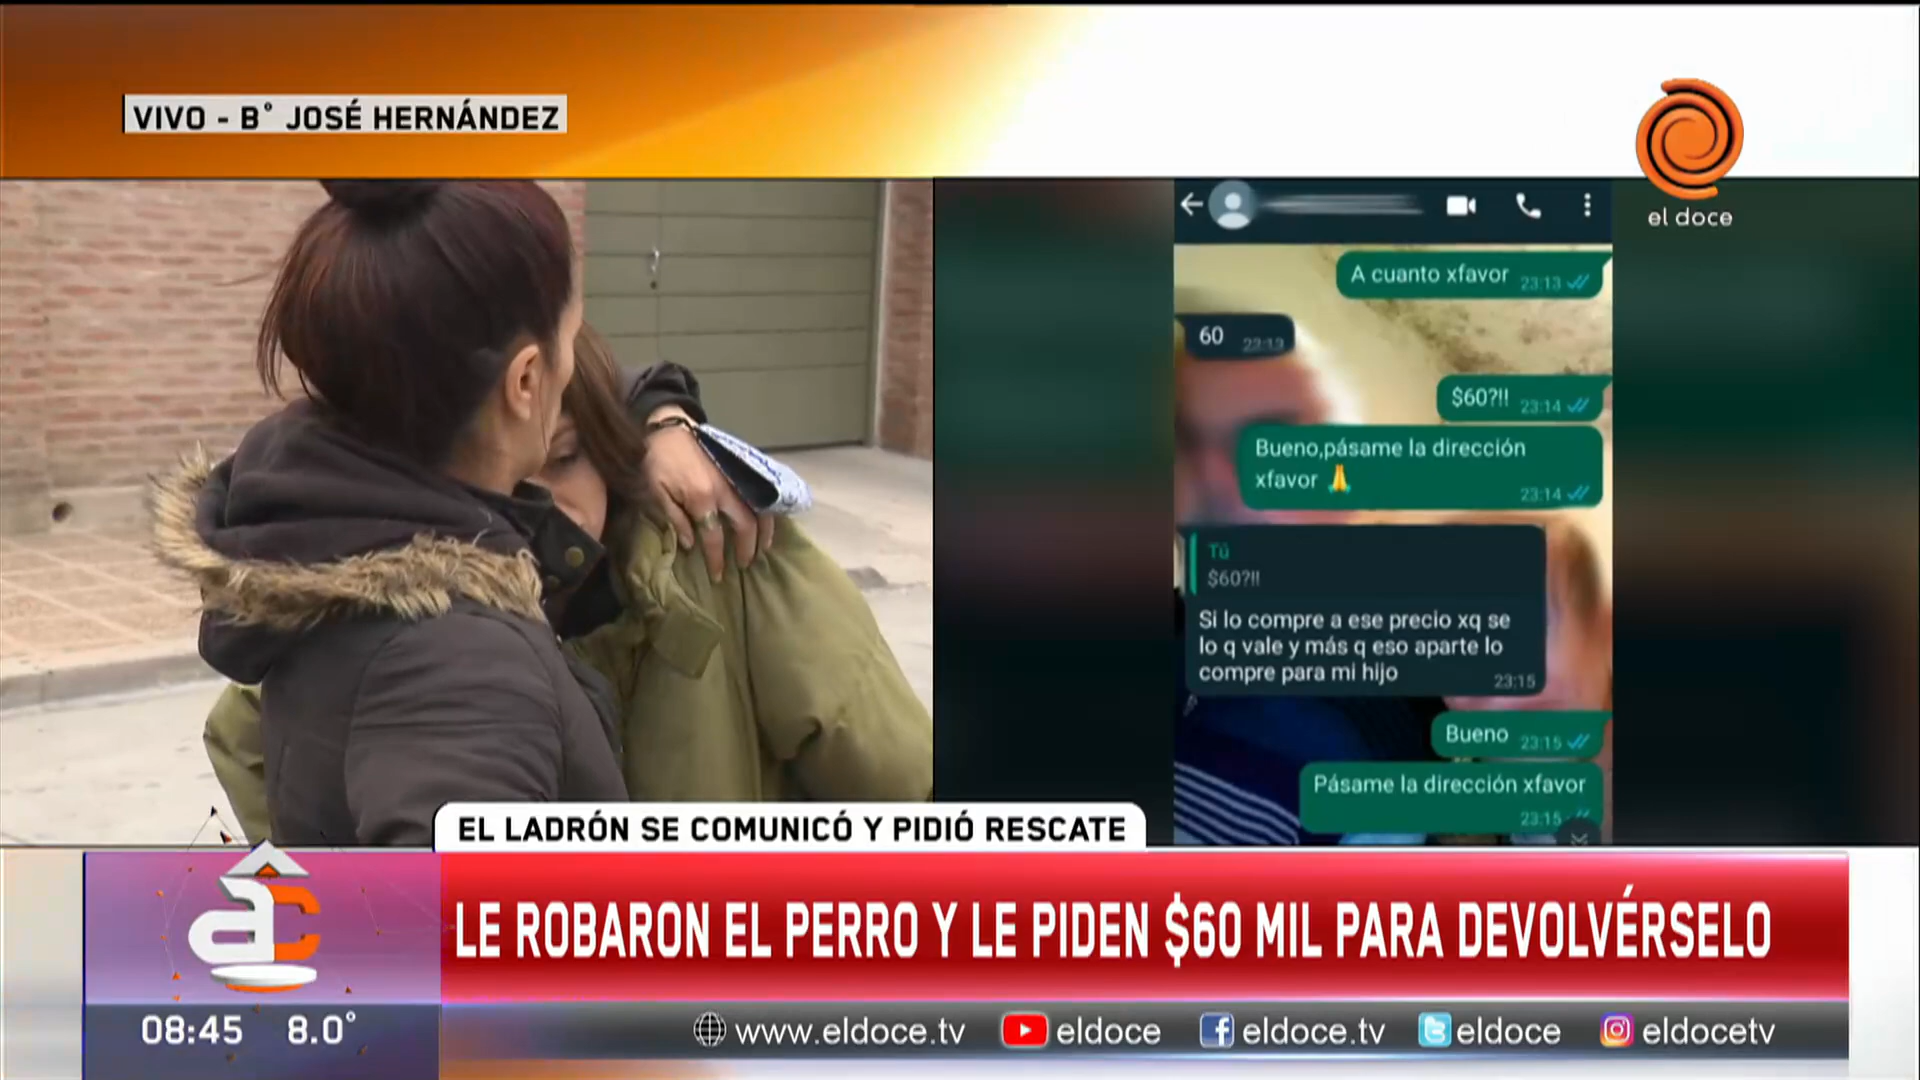 VIVO - B° JOSÉ HERNÁNDEZ
el doce
A cuanto xfavor 23:13
60 23:13
$60?!! 23:14
Bueno,pásame la dirección
xfavor 🙏 23:14
Tú
$60?!!
Si lo compre a ese precio xq se
lo q vale y más q eso aparte lo
compre para mi hijo 23:15
Bueno 23:15
Pásame la dirección xfavor
23:15
EL LADRÓN SE COMUNICÓ Y PIDIÓ RESCATE
âc
LE ROBARON EL PERRO Y LE PIDEN $60 MIL PARA DEVOLVÉRSELO
08:45 8.0°
www.eldoce.tv eldoce eldoce.tv eldoce eldocetv